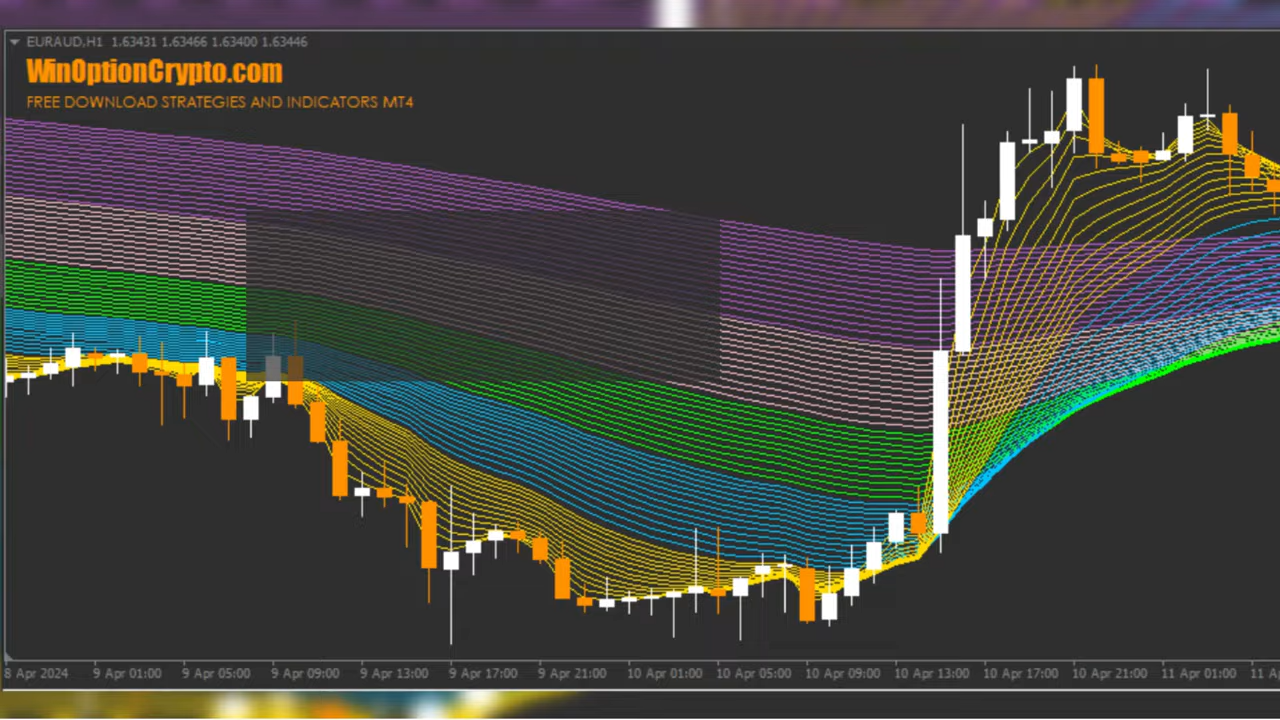 EURAUD,H1 1.63431 1.63466 1.63400 1.63446
WinOptionCrypto.com
FREE DOWNLOAD STRATEGIES AND INDICATORS MT4
8 Apr 2024 9 Apr 01:00 9 Apr 05:00 9 Apr 09:00 9 Apr 13:00 9 Apr 17:00 9 Apr 21:00 10 Apr 01:00 10 Apr 05:00 10 Apr 09:00 10 Apr 13:00 10 Apr 17:00 10 Apr 21:00 11 Apr 01:00 11